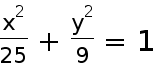 x²/25 + y²/9 = 1